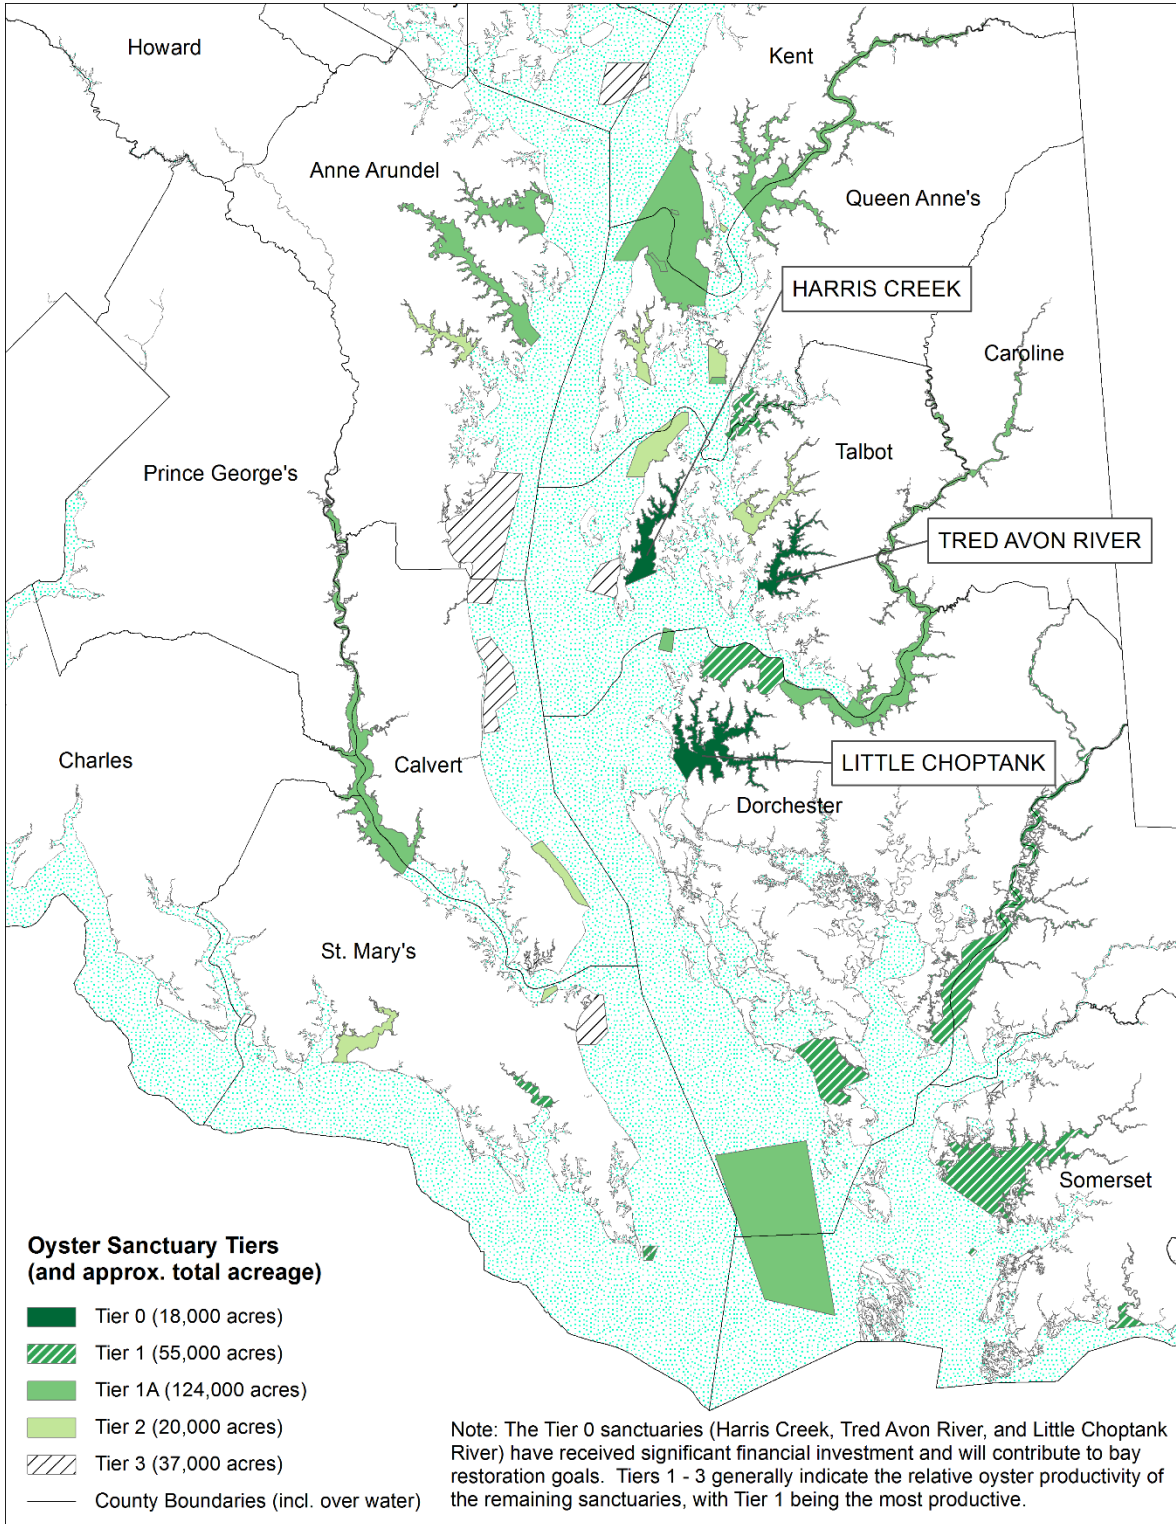 Howard
Kent
Anne Arundel
Queen Anne's
HARRIS CREEK
Caroline
Talbot
Prince George's
TRED AVON RIVER
Charles
Calvert
LITTLE CHOPTANK
Dorchester
St. Mary's
Somerset
Oyster Sanctuary Tiers
(and approx. total acreage)
Tier 0 (18,000 acres)
Tier 1 (55,000 acres)
Tier 1A (124,000 acres)
Tier 2 (20,000 acres)
Tier 3 (37,000 acres)
County Boundaries (incl. over water)
Note: The Tier 0 sanctuaries (Harris Creek, Tred Avon River, and Little Choptank
River) have received significant financial investment and will contribute to bay
restoration goals. Tiers 1 - 3 generally indicate the relative oyster productivity of
the remaining sanctuaries, with Tier 1 being the most productive.